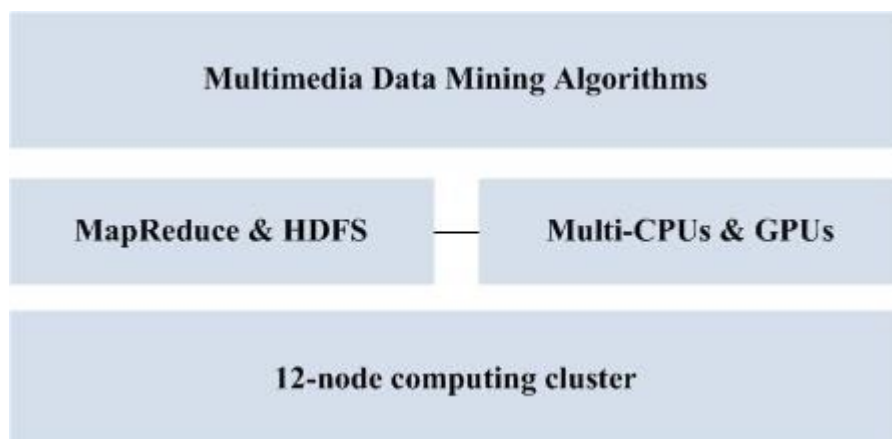 Multimedia Data Mining Algorithms
MapReduce & HDFS
Multi-CPUs & GPUs
12-node computing cluster